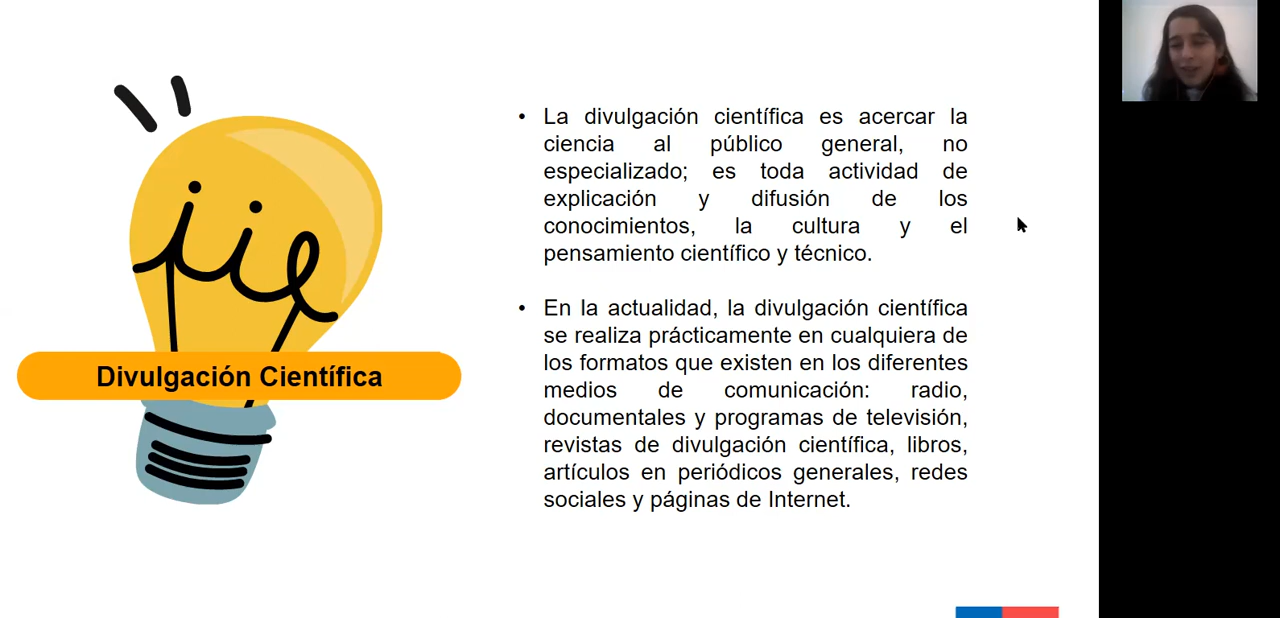 Divulgación Científica
• La divulgación científica es acercar la
ciencia al público general, no
especializado; es toda actividad de
explicación y difusión de los
conocimientos, la cultura y el
pensamiento científico y técnico.
• En la actualidad, la divulgación científica
se realiza prácticamente en cualquiera de
los formatos que existen en los diferentes
medios de comunicación: radio,
documentales y programas de televisión,
revistas de divulgación científica, libros,
artículos en periódicos generales, redes
sociales y páginas de Internet.